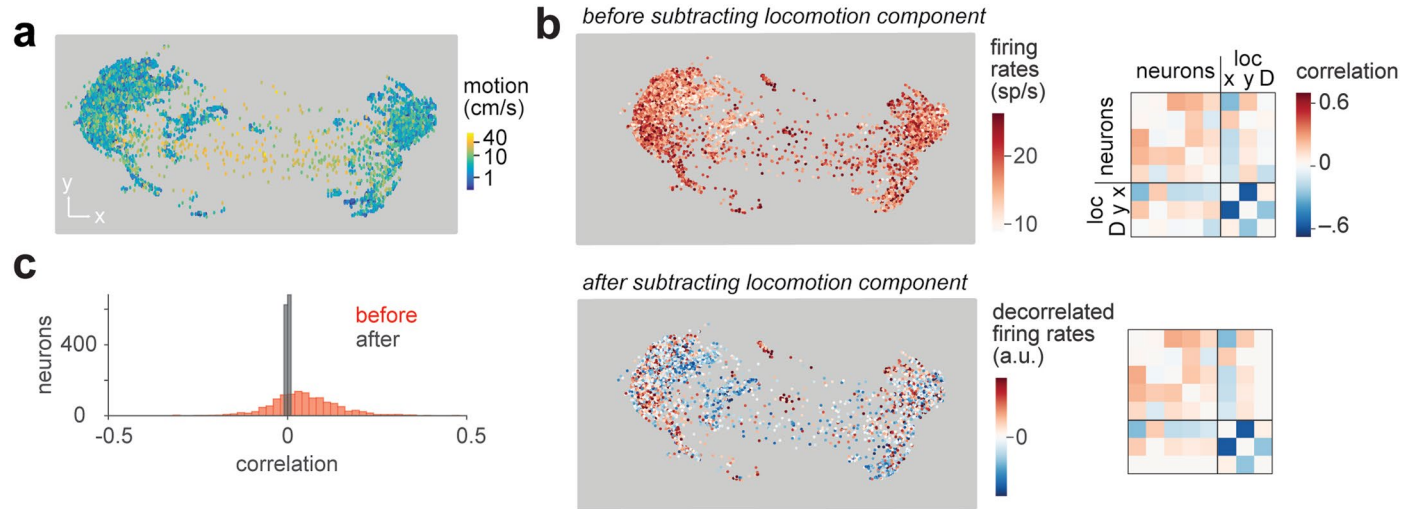 a
motion
(cm/s)
40
10
1
y
x
b
before subtracting locomotion component
firing
rates
(sp/s)
20
10
neurons
loc
x y D
neurons
loc
D y x
correlation
0.6
0
-.6
c
before
after
neurons
400
0
-0.5
0
0.5
correlation
after subtracting locomotion component
decorrelated
firing rates
(a.u.)
0